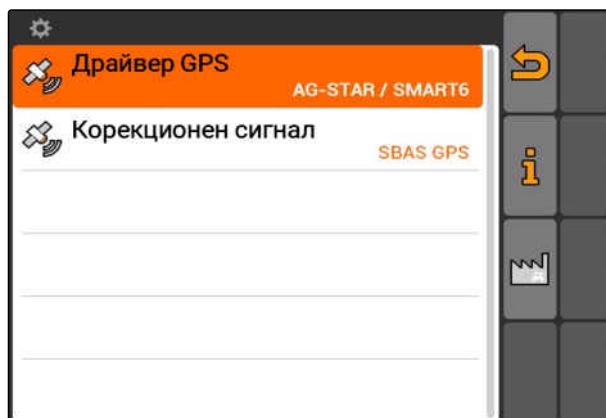 Драйвер GPS
AG-STAR / SMART6
Корекционен сигнал
SBAS GPS